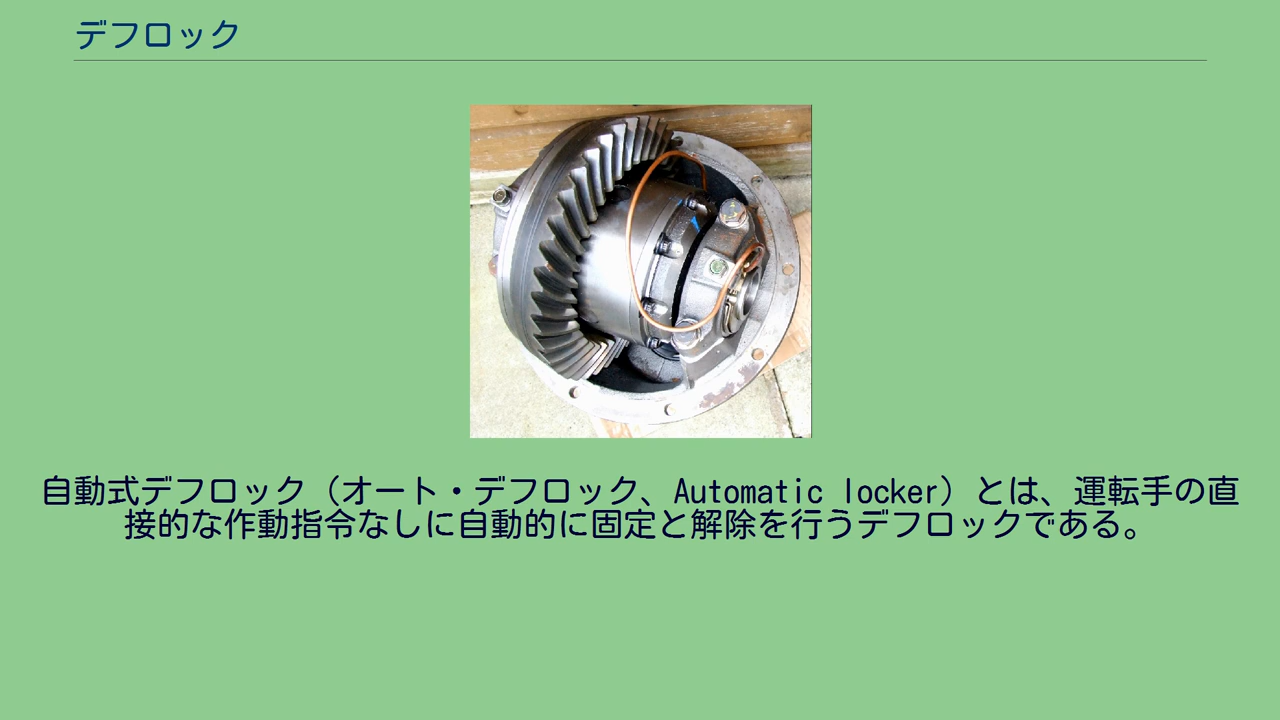 デフロック
自動式デフロック（オート・デフロック、Automatic locker）とは、運転手の直
接的な作動指令なしに自動的に固定と解除を行うデフロックである。